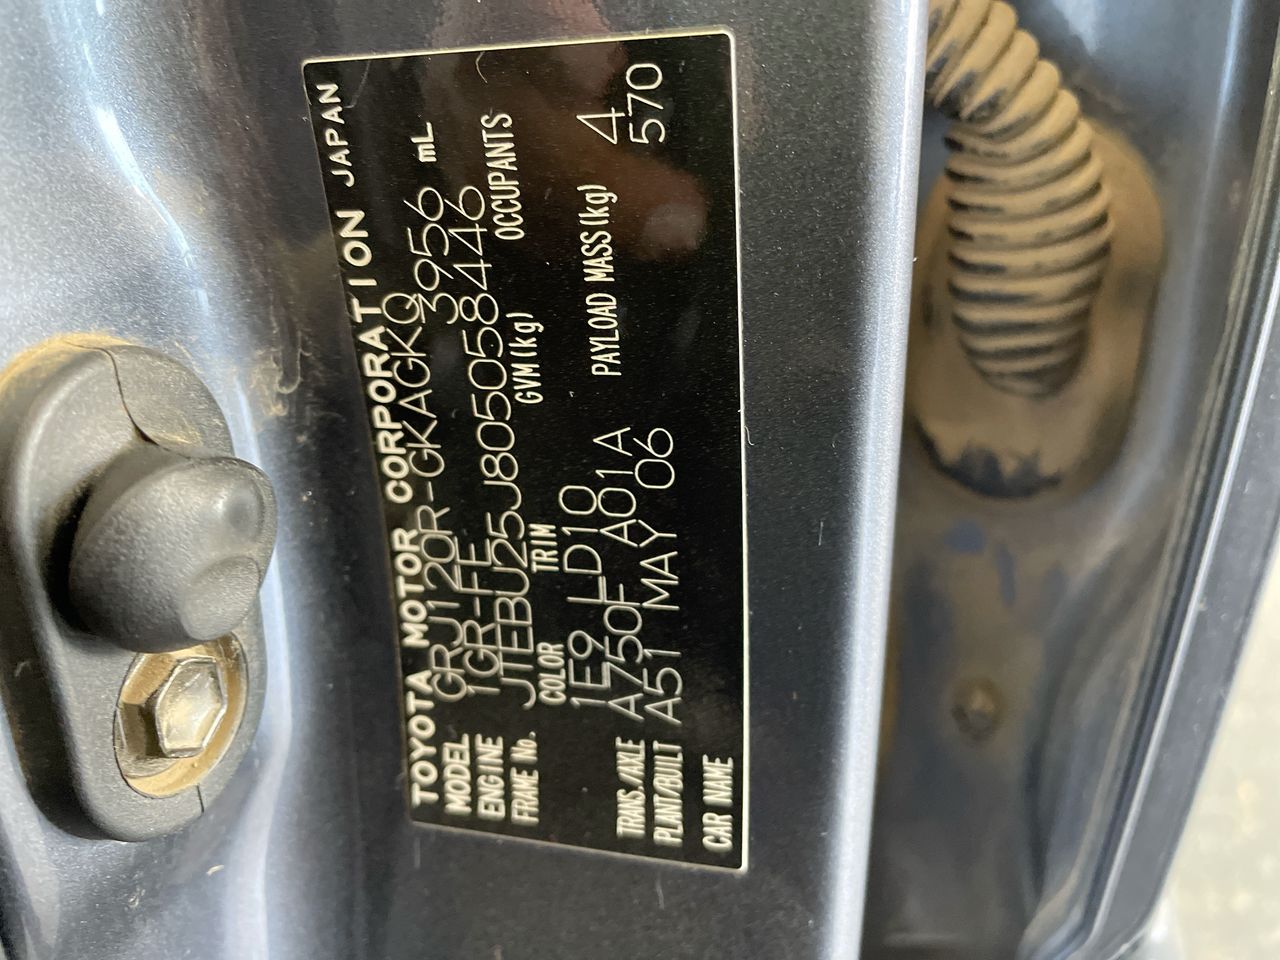 TOYOTA MOTOR CORPORATION JAPAN
MODEL GRJ120R-GKAGKQ
ENGINE 1GR-FE 3956 mL
FRAME No. JTEBU25J805058446
COLOR TRIM GVM(kg) OCCUPANTS
1E9 LD10 4
TRANS./AXLE A750F A01A PAYLOAD MASS(kg) 570
PLANT/BUILT A51 MAY 06
CAR NAME